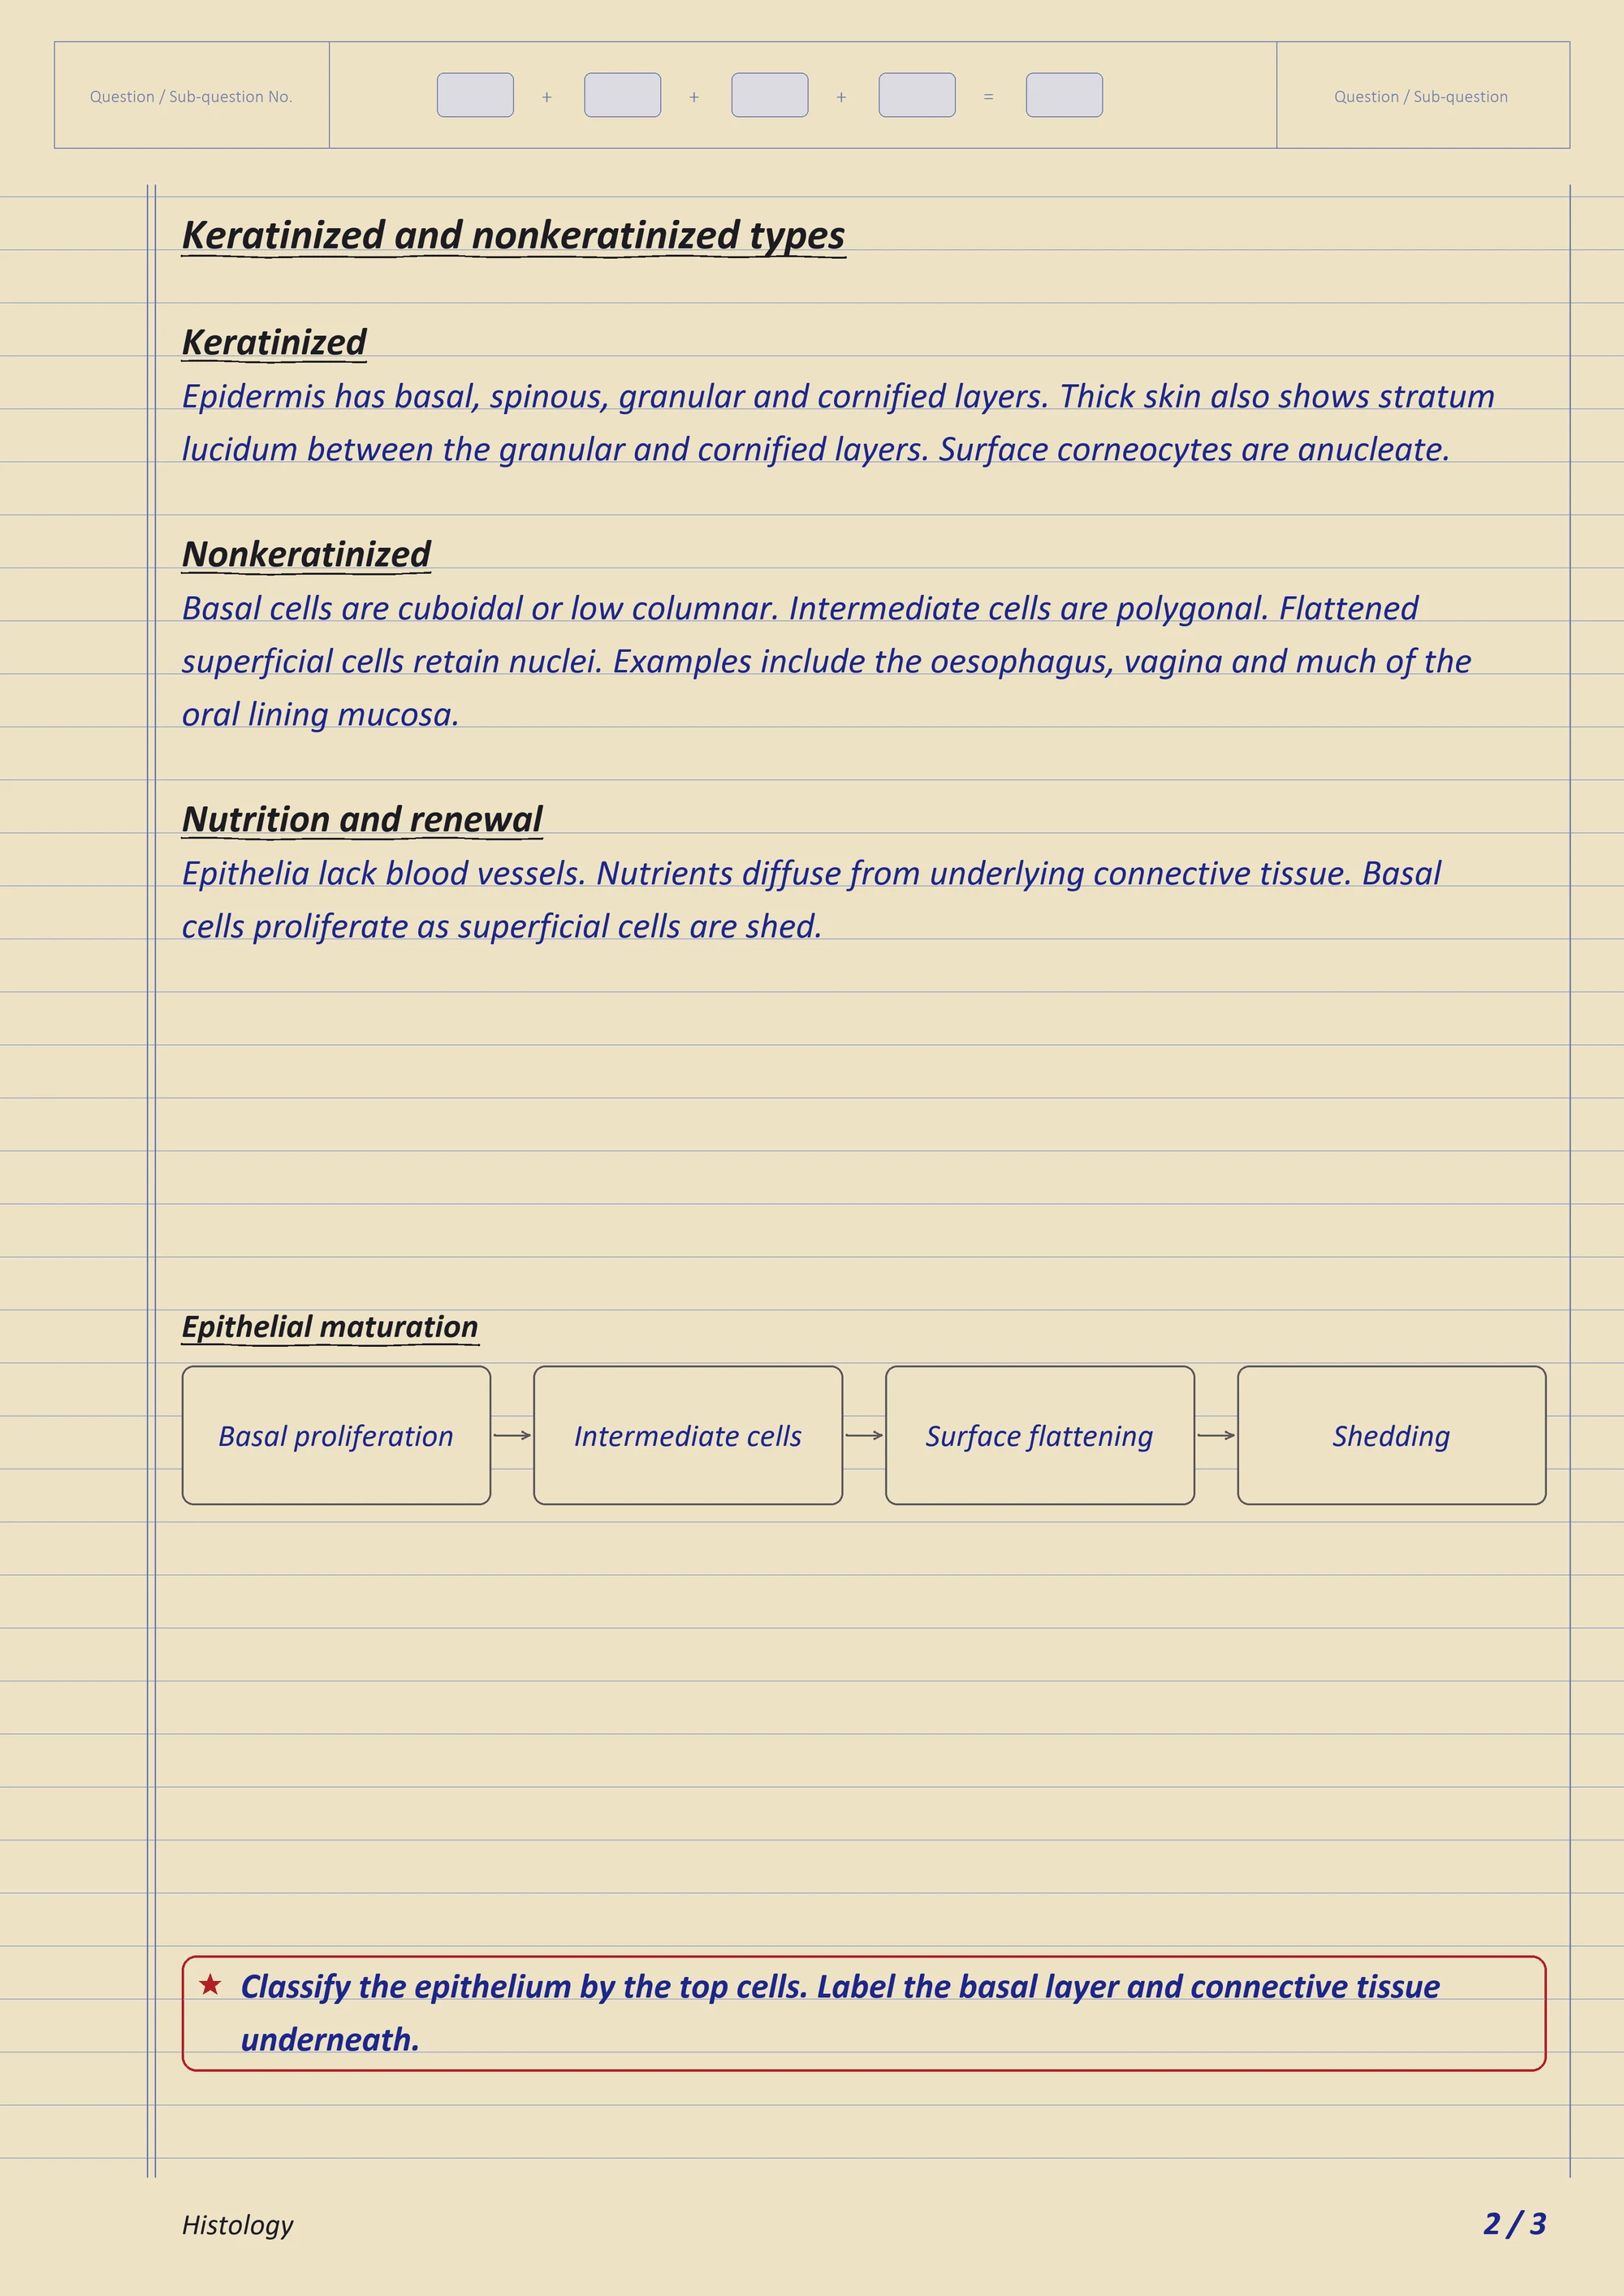 Question / Sub-question No.
+ + + =
Question / Sub-question
Keratinized and nonkeratinized types
Keratinized
Epidermis has basal, spinous, granular and cornified layers. Thick skin also shows stratum
lucidum between the granular and cornified layers. Surface corneocytes are anucleate.
Nonkeratinized
Basal cells are cuboidal or low columnar. Intermediate cells are polygonal. Flattened
superficial cells retain nuclei. Examples include the oesophagus, vagina and much of the
oral lining mucosa.
Nutrition and renewal
Epithelia lack blood vessels. Nutrients diffuse from underlying connective tissue. Basal
cells proliferate as superficial cells are shed.
Epithelial maturation
Basal proliferation
Intermediate cells
Surface flattening
Shedding
Classify the epithelium by the top cells. Label the basal layer and connective tissue
underneath.
Histology
2 / 3